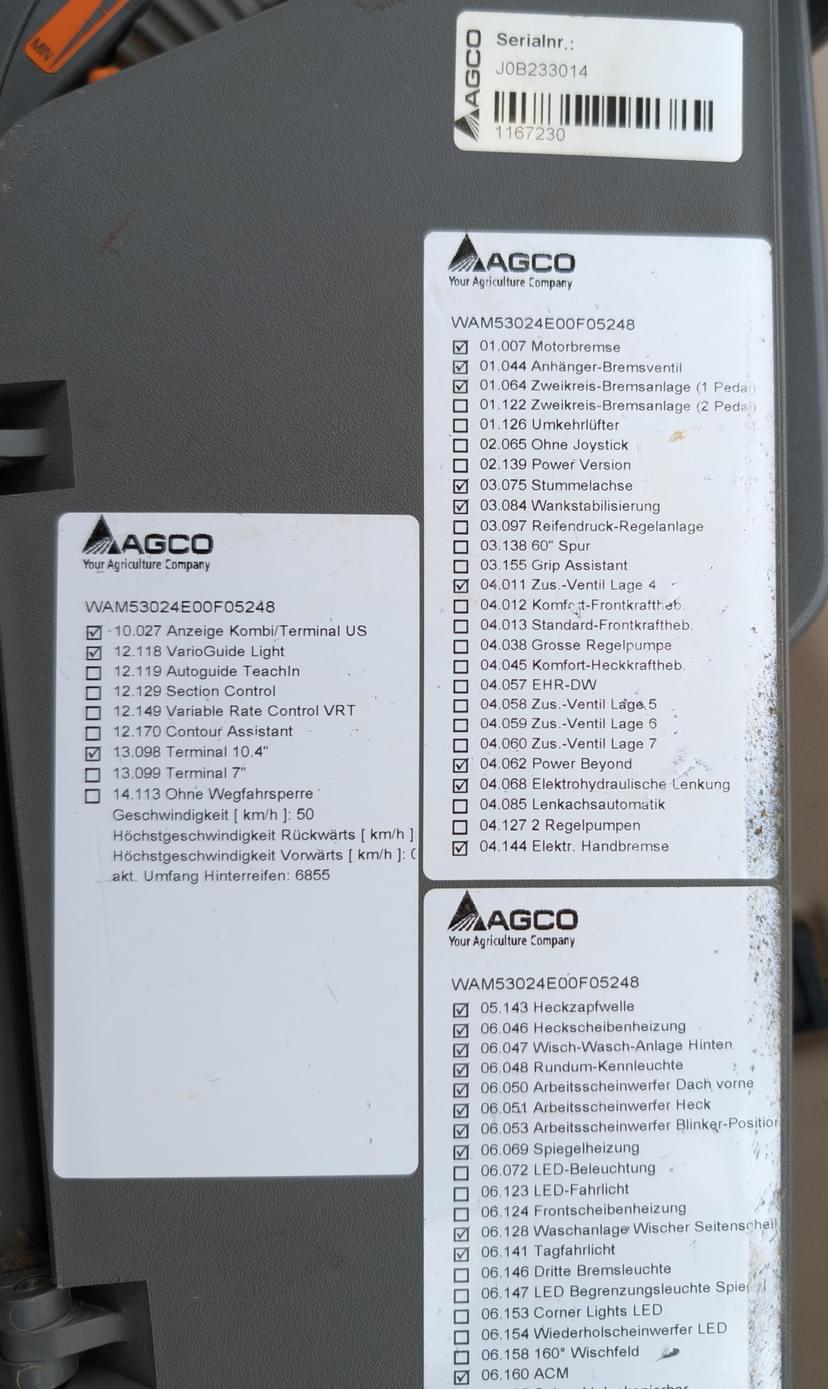 MIN
AGCO
Serialnr.:
J0B233014
1167230
AGCO
Your Agriculture Company
WAM53024E00F05248
☑ 01.007 Motorbremse
☑ 01.044 Anhänger-Bremsventil
☑ 01.064 Zweikreis-Bremsanlage (1 Pedal)
☐ 01.122 Zweikreis-Bremsanlage (2 Pedal)
☐ 01.126 Umkehrlüfter
☐ 02.065 Ohne Joystick
☐ 02.139 Power Version
☑ 03.075 Stummelachse
☑ 03.084 Wankstabilisierung
☐ 03.097 Reifendruck-Regelanlage
☐ 03.138 60" Spur
☐ 03.155 Grip Assistant
☑ 04.011 Zus.-Ventil Lage 4
☐ 04.012 Komfort-Frontkraftheb.
☐ 04.013 Standard-Frontkraftheb.
☐ 04.038 Grosse Regelpumpe
☐ 04.045 Komfort-Heckkraftheb.
☐ 04.057 EHR-DW
☐ 04.058 Zus.-Ventil Lage 5
☐ 04.059 Zus.-Ventil Lage 6
☐ 04.060 Zus.-Ventil Lage 7
☑ 04.062 Power Beyond
☑ 04.068 Elektrohydraulische Lenkung
☐ 04.085 Lenkachsautomatik
☐ 04.127 2 Regelpumpen
☑ 04.144 Elektr. Handbremse
AGCO
Your Agriculture Company
WAM53024E00F05248
☑ 10.027 Anzeige Kombi/Terminal US
☑ 12.118 VarioGuide Light
☐ 12.119 Autoguide TeachIn
☐ 12.129 Section Control
☐ 12.149 Variable Rate Control VRT
☐ 12.170 Contour Assistant
☑ 13.098 Terminal 10.4"
☐ 13.099 Terminal 7"
☐ 14.113 Ohne Wegfahrsperre
Geschwindigkeit [ km/h ]: 50
Höchstgeschwindigkeit Rückwärts [ km/h ]
Höchstgeschwindigkeit Vorwärts [ km/h ]:
akt. Umfang Hinterreifen: 6855
AGCO
Your Agriculture Company
WAM53024E00F05248
☑ 05.143 Heckzapfwelle
☑ 06.046 Heckscheibenheizung
☑ 06.047 Wisch-Wasch-Anlage Hinten
☑ 06.048 Rundum-Kennleuchte
☑ 06.050 Arbeitsscheinwerfer Dach vorne
☑ 06.051 Arbeitsscheinwerfer Heck
☑ 06.053 Arbeitsscheinwerfer Blinker-Position
☑ 06.069 Spiegelheizung
☐ 06.072 LED-Beleuchtung
☐ 06.123 LED-Fahrlicht
☐ 06.124 Frontscheibenheizung
☑ 06.128 Waschanlage Wischer Seitenscheil
☑ 06.141 Tagfahrlicht
☐ 06.146 Dritte Bremsleuchte
☐ 06.147 LED Begrenzungsleuchte
☐ 06.153 Corner Lights LED
☐ 06.154 Wiederholscheinwerfer LED
☐ 06.158 160° Wischfeld
☑ 06.160 ACM